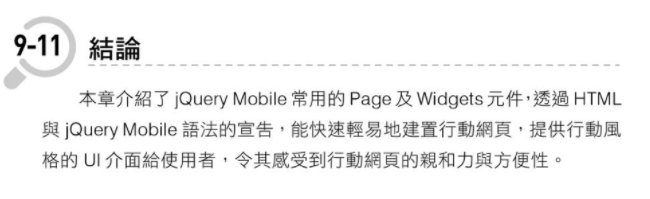 9-11 結論
本章介紹了 jQuery Mobile 常用的 Page 及 Widgets 元件，透過 HTML
與 jQuery Mobile 語法的宣告，能快速輕易地建置行動網頁，提供行動風
格的 UI 介面給使用者，令其感受到行動網頁的親和力與方便性。